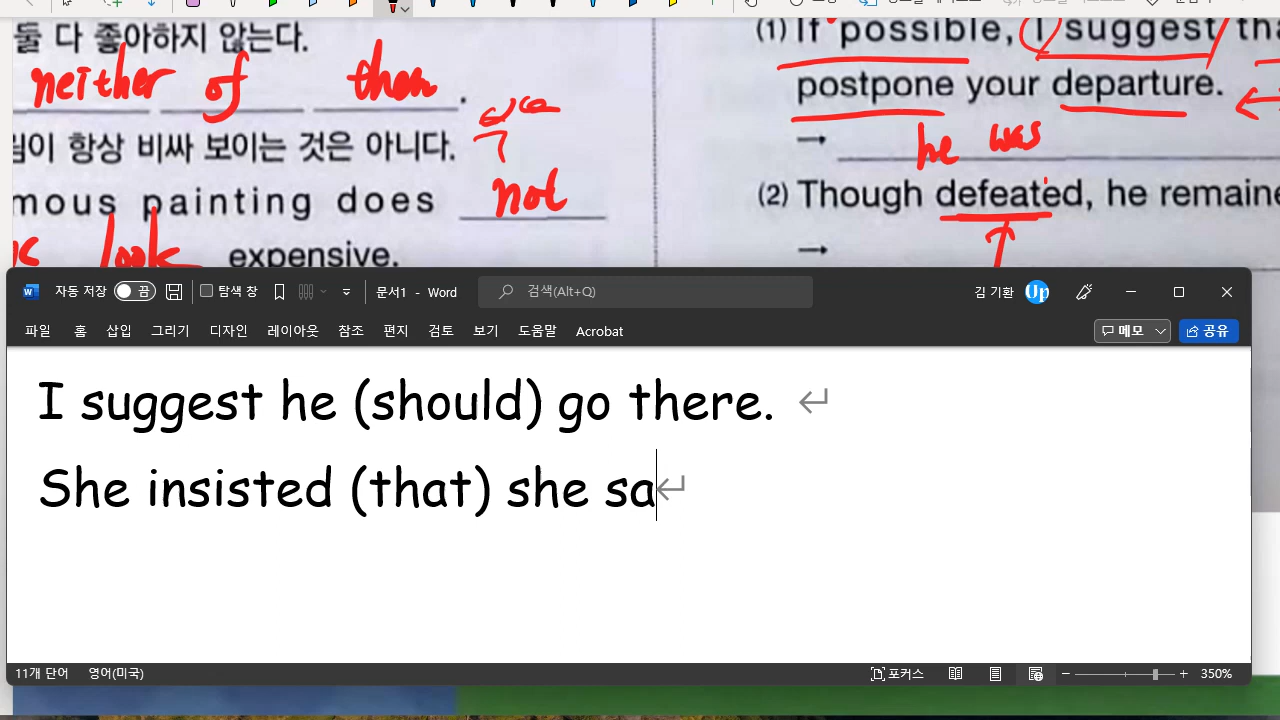 둘 다 좋아하지 않는다.
neither of them.
림이 항상 비싸 보이는 것은 아니다.
mous painting does not
look expensive.
(1) If possible, I suggest tha
postpone your departure.
→
he was
(2) Though defeated, he remaine
→
자동 저장 끔 탐색 창 문서1 - Word 검색(Alt+Q) 김 기환 Up
파일 홈 삽입 그리기 디자인 레이아웃 참조 편지 검토 보기 도움말 Acrobat 메모 공유
I suggest he (should) go there. ↵
She insisted (that) she sa↵
11개 단어 영어(미국) 포커스 350%